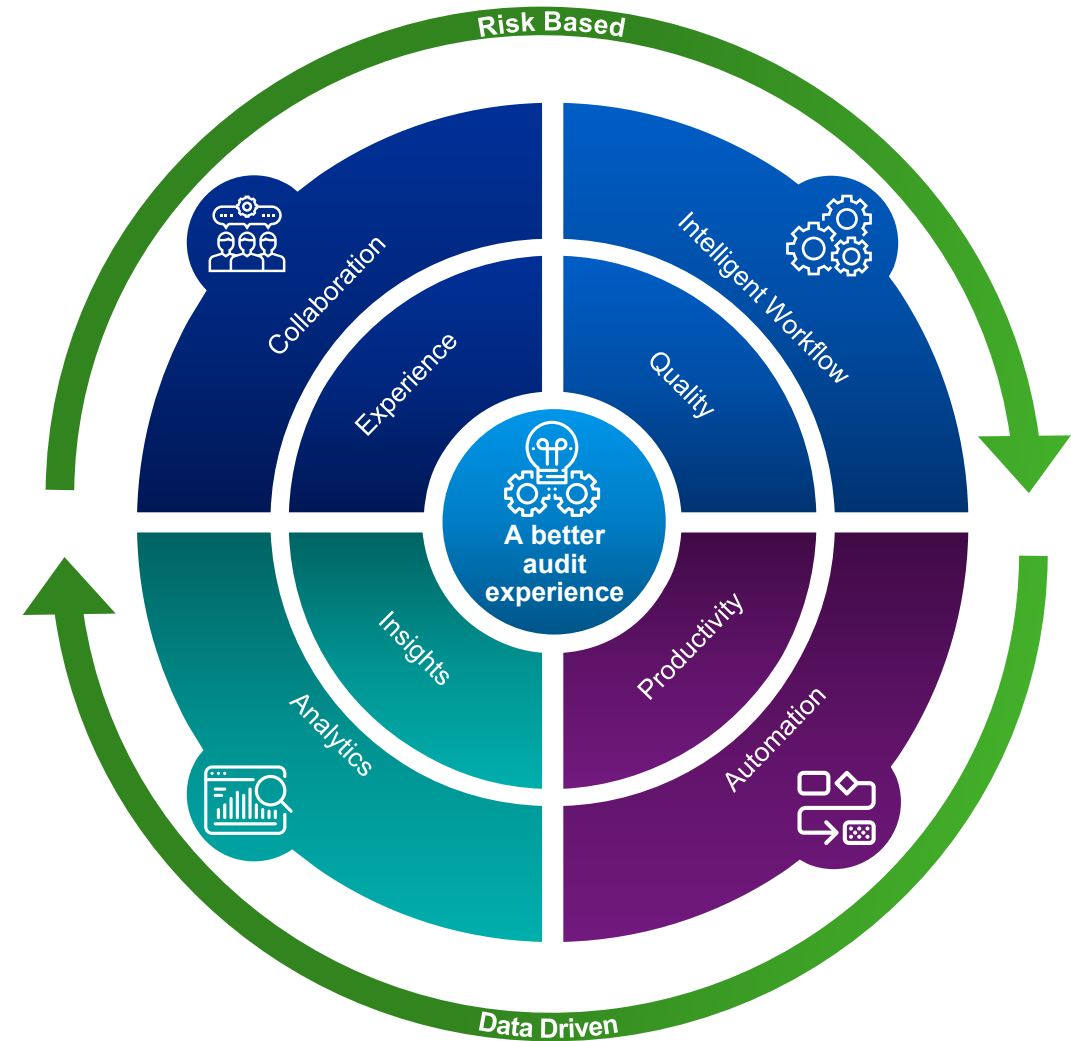 Risk Based
Collaboration
Intelligent Workflow
Experience
Quality
A better
audit
experience
Insights
Productivity
Analytics
Automation
Data Driven